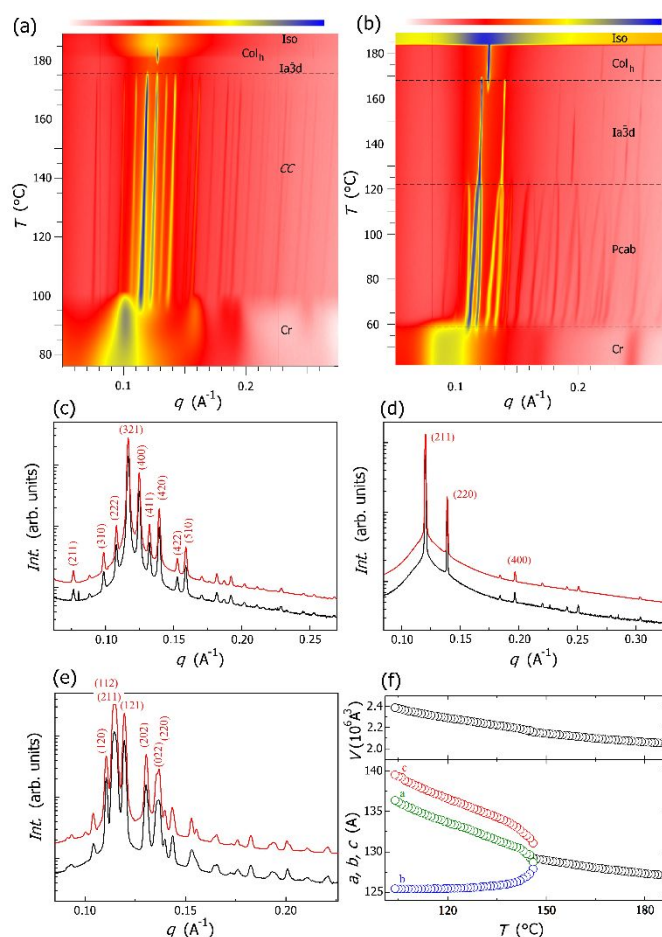 (a)
Iso
Col_h
Ia3̄d
CC
Cr
180
160
140
120
100
80
T (°C)
0.1
0.2
q (A⁻¹)
(b)
Iso
Col_h
Ia3̄d
Pcab
Cr
180
160
140
120
100
80
60
0.1
0.2
q (A⁻¹)
(c)
(321)
(400)
(222)
(420)
(310)
(411)
(211)
(422)
(510)
Int. (arb. units)
0.10
0.15
0.20
0.25
q (A⁻¹)
(d)
(211)
(220)
(400)
Int. (arb. units)
0.10
0.15
0.20
0.25
0.30
q (A⁻¹)
(e)
(112)
(211)
(121)
(120)
(202)
(220)
(022)
Int. (arb. units)
0.10
0.15
0.20
q (A⁻¹)
(f)
V(10⁶A³)
2.4
2.2
2.0
a, b, c (A)
140
135
130
125
c
a
b
120
150
180
T (°C)